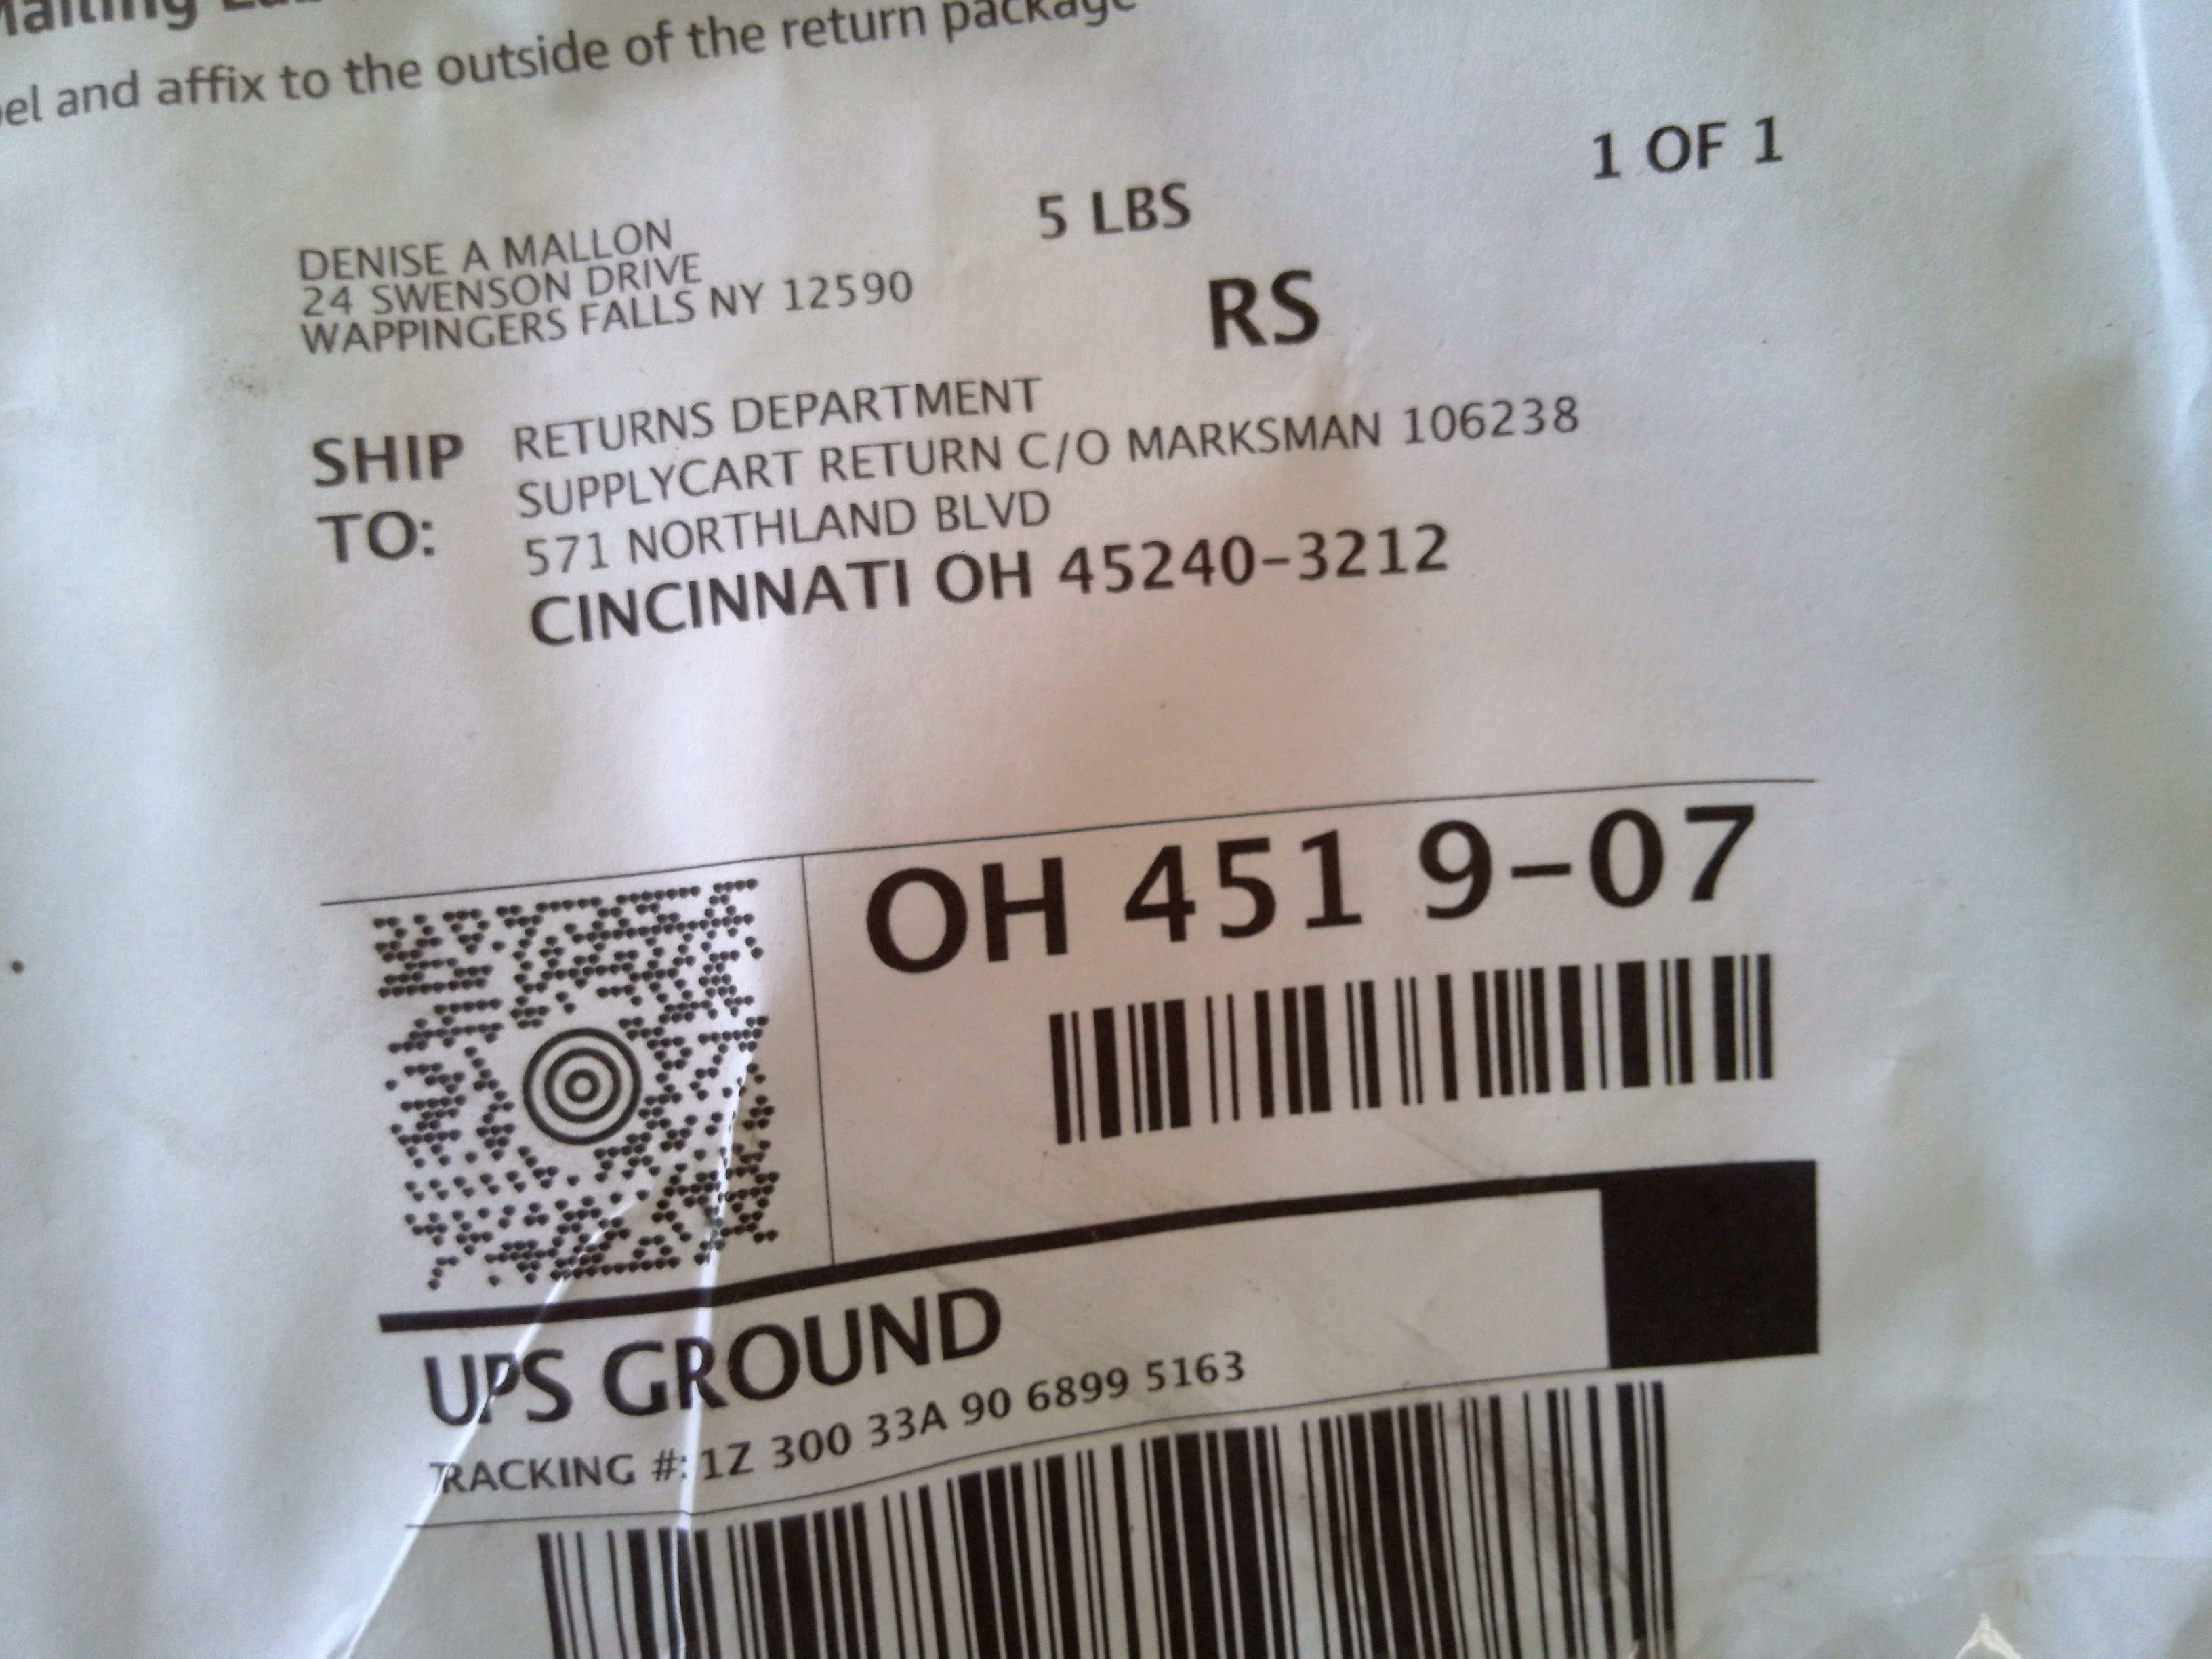 Mailing
and affix to the outside of the return package
1 OF 1
5 LBS
DENISE A MALLON
24 SWENSON DRIVE
WAPPINGERS FALLS NY 12590
RS
SHIP TO:
RETURNS DEPARTMENT
SUPPLYCART RETURN C/O MARKSMAN 106238
571 NORTHLAND BLVD
CINCINNATI OH 45240-3212
OH 451 9-07
UPS GROUND
TRACKING #: 1Z 300 33A 90 6899 5163